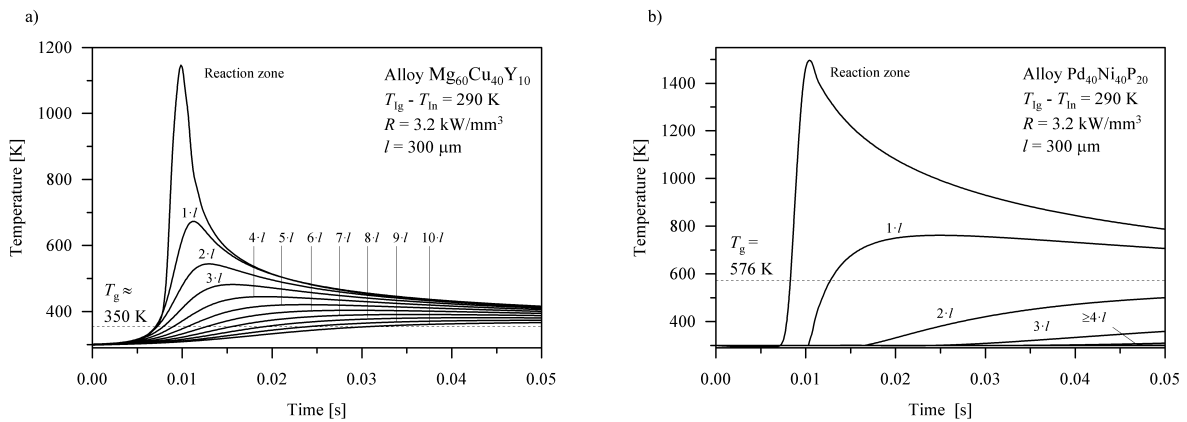 a)
1200
1000
800
600
400
Temperature [K]
Reaction zone
Alloy Mg60Cu40Y10
TIg - TIn = 290 K
R = 3.2 kW/mm3
l = 300 μm
1·l
2·l
3·l
4·l 5·l 6·l 7·l 8·l 9·l 10·l
Tg ≈
350 K
0.00 0.01 0.02 0.03 0.04 0.05
Time [s]
b)
1400
1200
1000
800
600
400
Temperature [K]
Reaction zone
Alloy Pd40Ni40P20
TIg - TIn = 290 K
R = 3.2 kW/mm3
l = 300 μm
1·l
Tg =
576 K
2·l
3·l
≥4·l
0.00 0.01 0.02 0.03 0.04 0.05
Time [s]